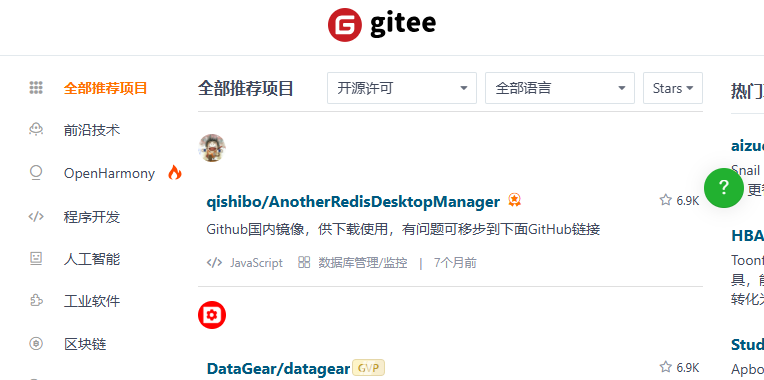 gitee
全部推荐项目
前沿技术
OpenHarmony
程序开发
人工智能
工业软件
区块链
全部推荐项目 开源许可 全部语言 Stars
qishibo/AnotherRedisDesktopManager 6.9K
Github国内镜像，供下载使用，有问题可移步到下面GitHub链接
JavaScript 数据库管理/监控 | 7个月前
DataGear/datagear GVP 6.9K
热门
aizuo
Snail
?
更
HBA
Toonf
具，
转化为
Stud
Apbo